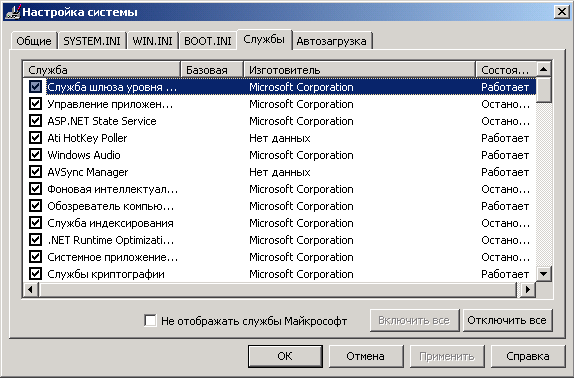 Настройка системы
Общие SYSTEM.INI WIN.INI BOOT.INI Службы Автозагрузка
Служба Базовая Изготовитель Состоя...
Служба шлюза уровня ... Microsoft Corporation Работает
Управление приложен... Microsoft Corporation Остано...
ASP.NET State Service Microsoft Corporation Остано...
Ati HotKey Poller Нет данных Работает
Windows Audio Microsoft Corporation Работает
AVSync Manager Нет данных Работает
Фоновая интеллектуал... Microsoft Corporation Остано...
Обозреватель компью... Microsoft Corporation Работает
Служба индексирования Microsoft Corporation Остано...
.NET Runtime Optimizati... Microsoft Corporation Остано...
Системное приложение... Microsoft Corporation Остано...
Службы криптографии Microsoft Corporation Работает
Не отображать службы Майкрософт Включить все Отключить все
ОК Отмена Применить Справка